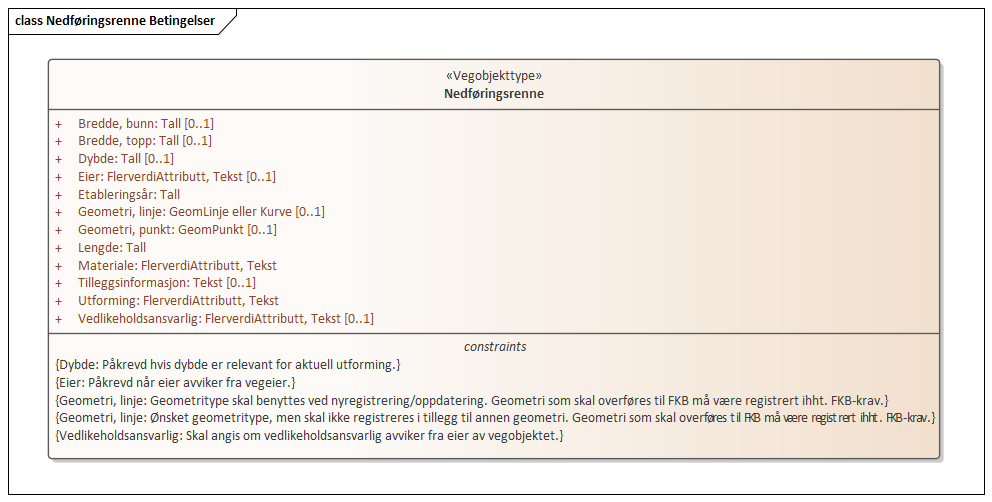 class Nedføringsrenne Betingelser
«Vegobjekttype»
Nedføringsrenne
+ Bredde, bunn: Tall [0..1]
+ Bredde, topp: Tall [0..1]
+ Dybde: Tall [0..1]
+ Eier: FlerverdiAttributt, Tekst [0..1]
+ Etableringsår: Tall
+ Geometri, linje: GeomLinje eller Kurve [0..1]
+ Geometri, punkt: GeomPunkt [0..1]
+ Lengde: Tall
+ Materiale: FlerverdiAttributt, Tekst
+ Tilleggsinformasjon: Tekst [0..1]
+ Utforming: FlerverdiAttributt, Tekst
+ Vedlikeholdsansvarlig: FlerverdiAttributt, Tekst [0..1]
constraints
{Dybde: Påkrevd hvis dybde er relevant for aktuell utforming.}
{Eier: Påkrevd når eier avviker fra vegeier.}
{Geometri, linje: Geometritype skal benyttes ved nyregistrering/oppdatering. Geometri som skal overføres til FKB må være registrert ihht. FKB-krav.}
{Geometri, linje: Ønsket geometritype, men skal ikke registreres i tillegg til annen geometri. Geometri som skal overføres til FKB må være registrert ihht. FKB-krav.}
{Vedlikeholdsansvarlig: Skal angis om vedlikeholdsansvarlig avviker fra eier av vegobjektet.}